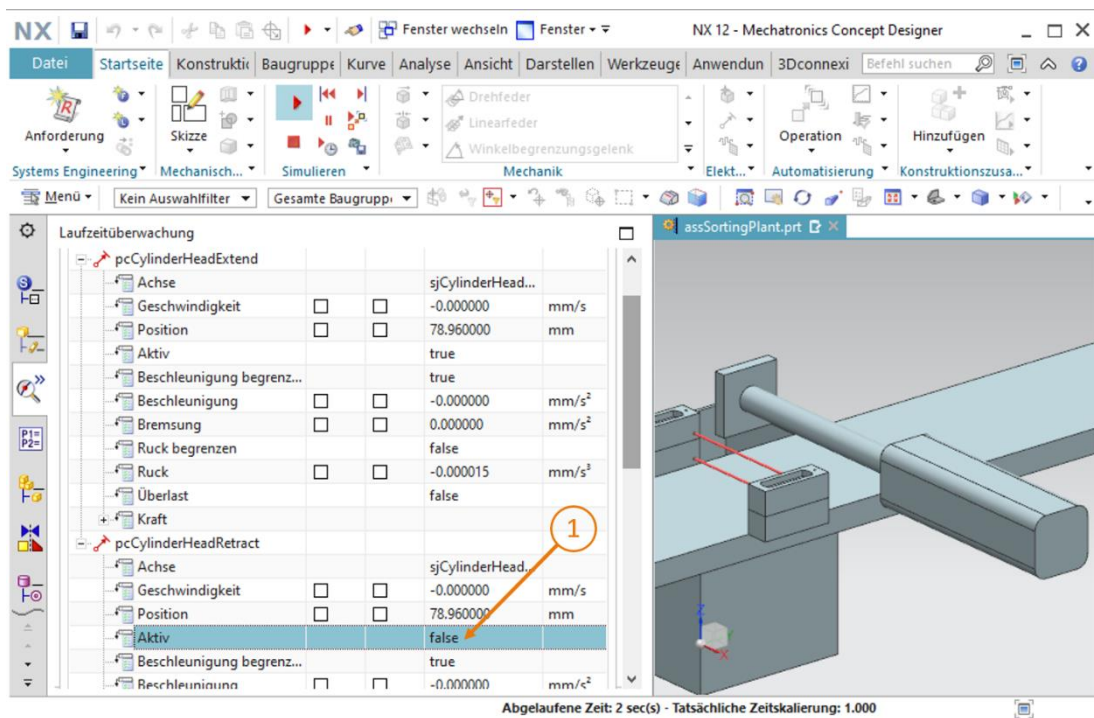 NX Fenster wechseln Fenster NX 12 - Mechatronics Concept Designer
Datei Startseite Konstruktic Baugruppe Kurve Analyse Ansicht Darstellen Werkzeuge Anwendun 3Dconnexi Befehl suchen
Drehfeder
Linearfeder
Anforderung Skizze Operation Hinzufügen
Winkelbegrenzungsgelenk
Systems Engineering Mechanisch... Simulieren Mechanik Elekt... Automatisierung Konstruktionszusa...
Menü Kein Auswahlfilter Gesamte Baugrupp
Laufzeitüberwachung assSortingPlant.prt
pcCylinderHeadExtend
Achse sjCylinderHead...
Geschwindigkeit -0.000000 mm/s
Position 78.960000 mm
Aktiv true
Beschleunigung begrenz... true
Beschleunigung -0.000000 mm/s²
Bremsung 0.000000 mm/s²
Ruck begrenzen false
Ruck -0.000015 mm/s³
Überlast false
Kraft
1
pcCylinderHeadRetract
Achse sjCylinderHead...
Geschwindigkeit -0.000000 mm/s
Position 78.960000 mm
Aktiv false
Beschleunigung begrenz... true
Beschleunigung -0.000000 mm/s²
P1=
P2=
Z
Y
X
Abgelaufene Zeit: 2 sec(s) - Tatsächliche Zeitskalierung: 1.000